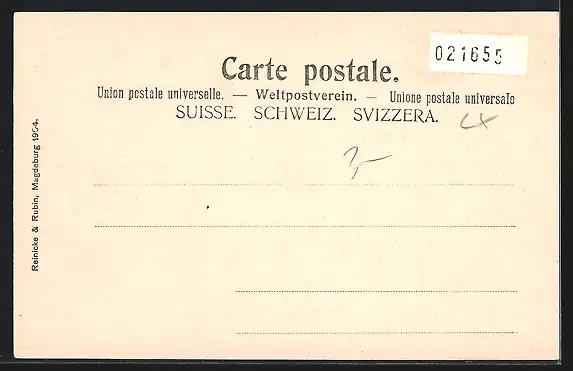 021655
Carte postale.
Union postale universelle. — Weltpostverein. — Unione postale universale
SUISSE. SCHWEIZ. SVIZZERA.
Reinicke & Rubin, Magdeburg 1904.